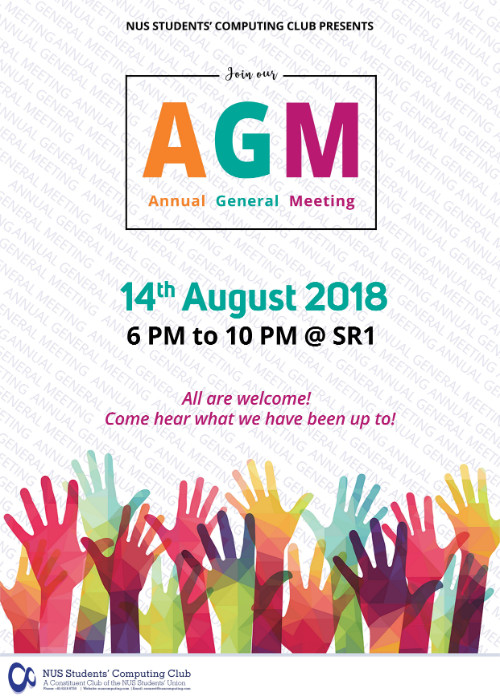 NUS STUDENTS' COMPUTING CLUB PRESENTS
Join our
AGM
Annual General Meeting
14th August 2018
6 PM to 10 PM @ SR1
All are welcome!
Come hear what we have been up to!
NUS Students' Computing Club
A Constituent Club of the NUS Students' Union